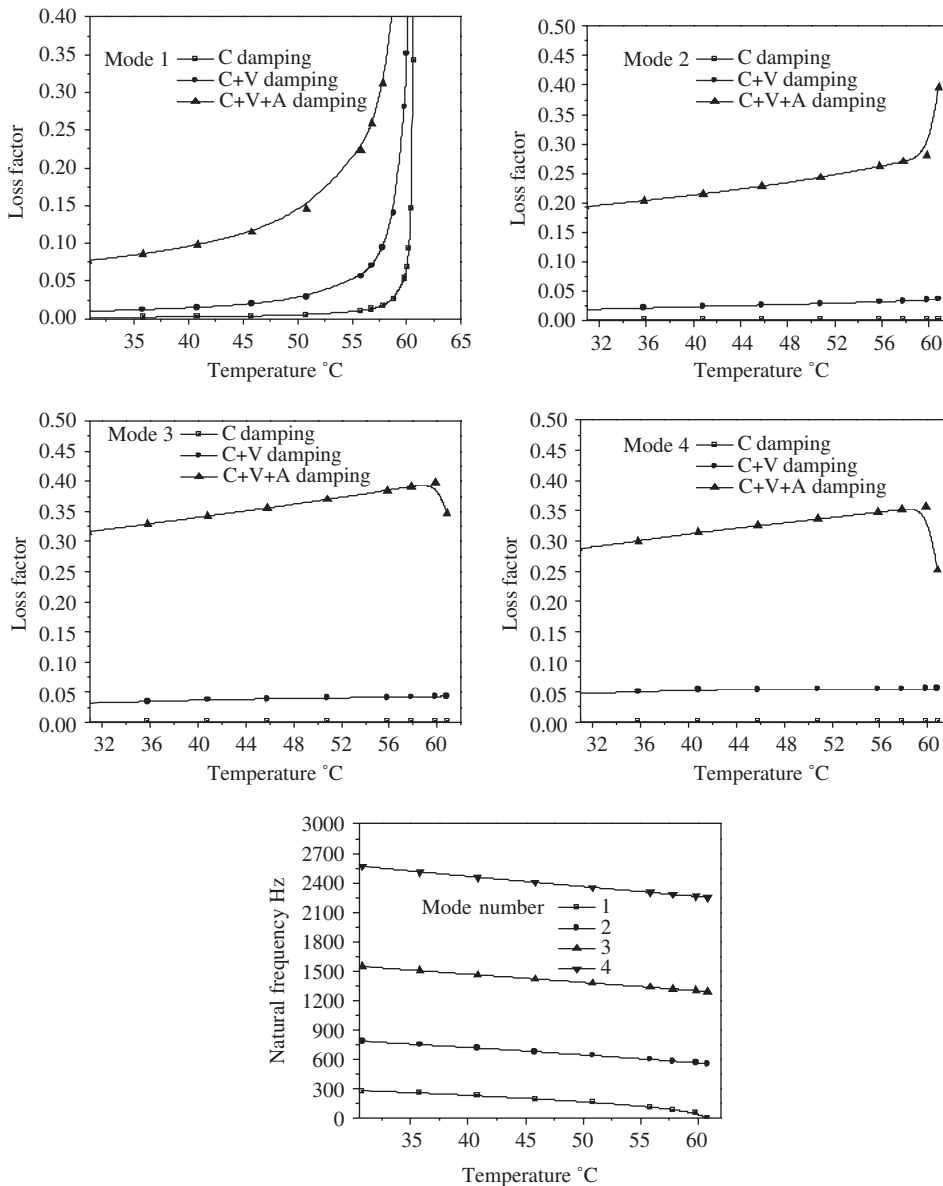 0.40
0.35
0.30
0.25
0.20
0.15
0.10
0.05
0.00
Loss factor
Mode 1
C damping
C+V damping
C+V+A damping
35 40 45 50 55 60 65
Temperature ˚C
0.50
0.45
0.40
0.35
0.30
0.25
0.20
0.15
0.10
0.05
0.00
Loss factor
Mode 2
C damping
C+V damping
C+V+A damping
32 36 40 44 48 52 56 60
Temperature ˚C
0.50
0.45
0.40
0.35
0.30
0.25
0.20
0.15
0.10
0.05
0.00
Loss factor
Mode 3
C damping
C+V damping
C+V+A damping
32 36 40 44 48 52 56 60
Temperature ˚C
0.50
0.45
0.40
0.35
0.30
0.25
0.20
0.15
0.10
0.05
0.00
Loss factor
Mode 4
C damping
C+V damping
C+V+A damping
32 36 40 44 48 52 56 60
Temperature ˚C
3000
2700
2400
2100
1800
1500
1200
900
600
300
0
Natural frequency Hz
Mode number
1
2
3
4
35 40 45 50 55 60
Temperature ˚C